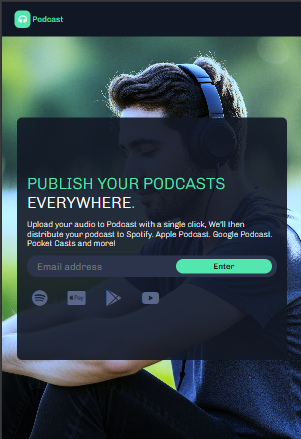 Podcast
PUBLISH YOUR PODCASTS
EVERYWHERE.
Upload your audio to Podcast with a single click, We'll then
distribute your podcast to Spotify. Apple Podcast. Google Podcast.
Pocket Casts and more!
Email address
Enter
Pay